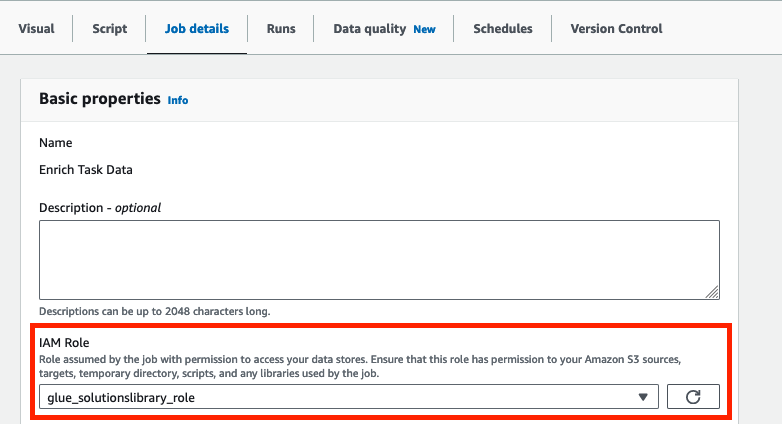 Visual Script Job details Runs Data quality New Schedules Version Control
Basic properties Info
Name
Enrich Task Data
Description - optional
Descriptions can be up to 2048 characters long.
IAM Role
Role assumed by the job with permission to access your data stores. Ensure that this role has permission to your Amazon S3 sources,
targets, temporary directory, scripts, and any libraries used by the job.
glue_solutionslibrary_role